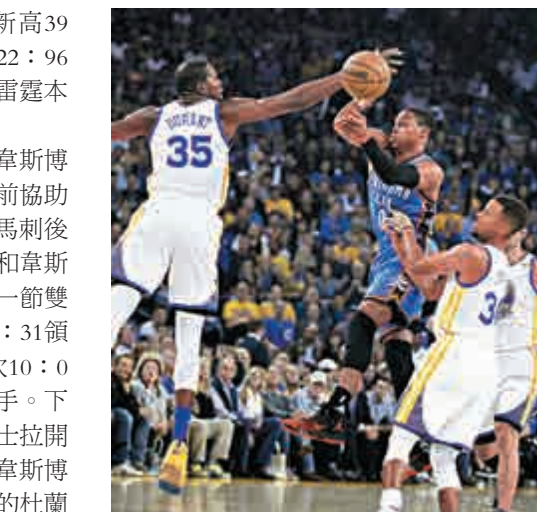 新高39
22：96
雷霆本
韋斯博
前協助
馬刺後
和韋斯
一節雙
：31領
次10：0
手。下
士拉開
韋斯博
的杜蘭
DURANT
35
3